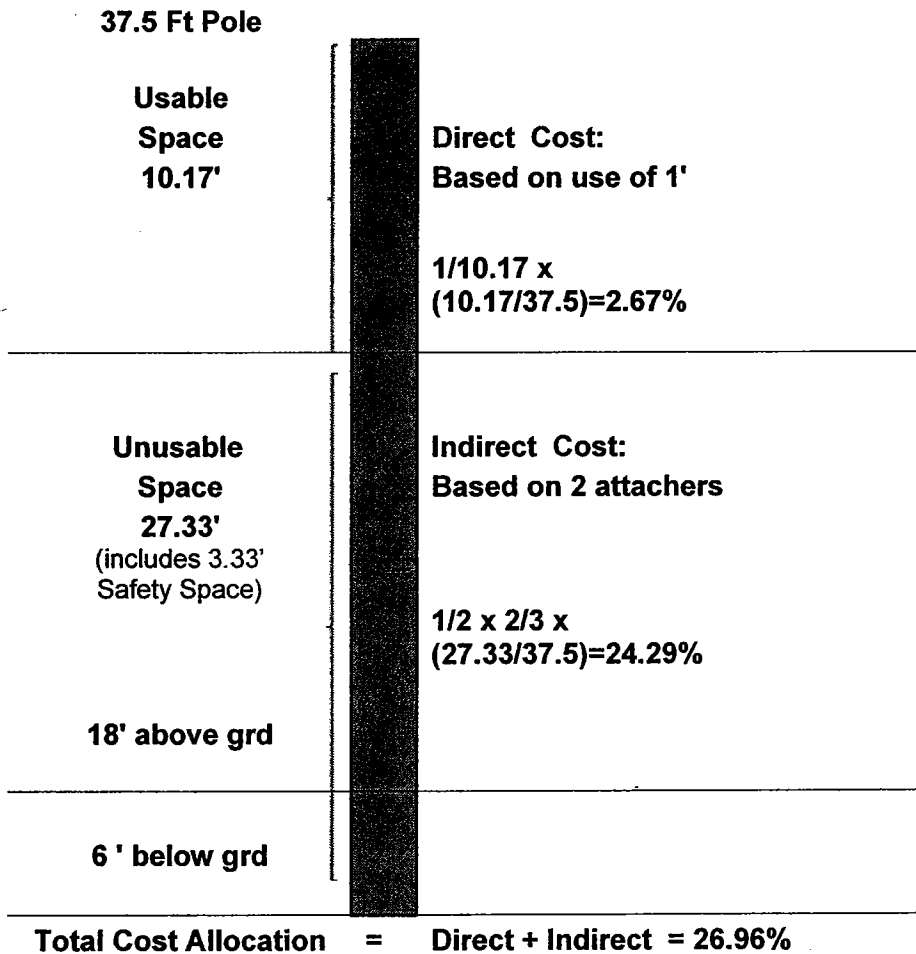 37.5 Ft Pole
Usable
Space
10.17'
Direct Cost:
Based on use of 1'
1/10.17 x
(10.17/37.5)=2.67%
Unusable
Space
27.33'
(includes 3.33'
Safety Space)
Indirect Cost:
Based on 2 attachers
1/2 x 2/3 x
(27.33/37.5)=24.29%
18' above grd
6 ' below grd
Total Cost Allocation = Direct + Indirect = 26.96%